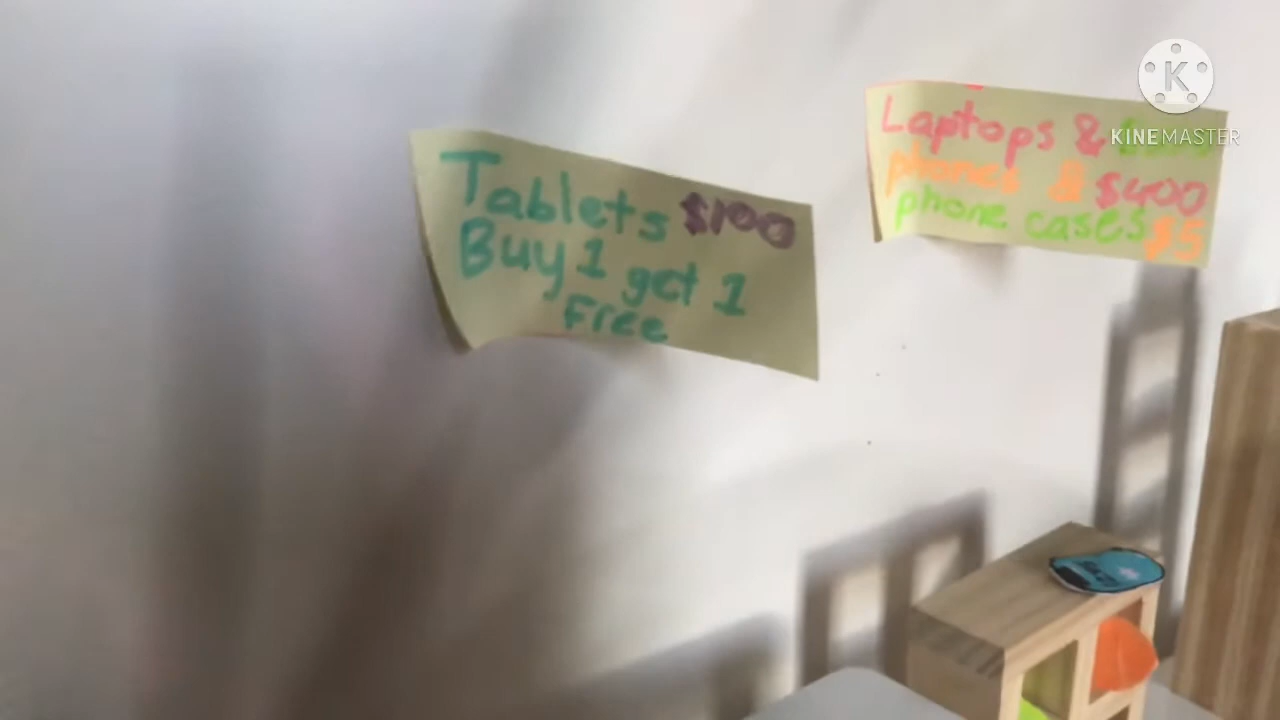 Tablets $100
Buy 1 get 1
Free
Laptops &
phones & $400
phone cases $5
KINEMASTER